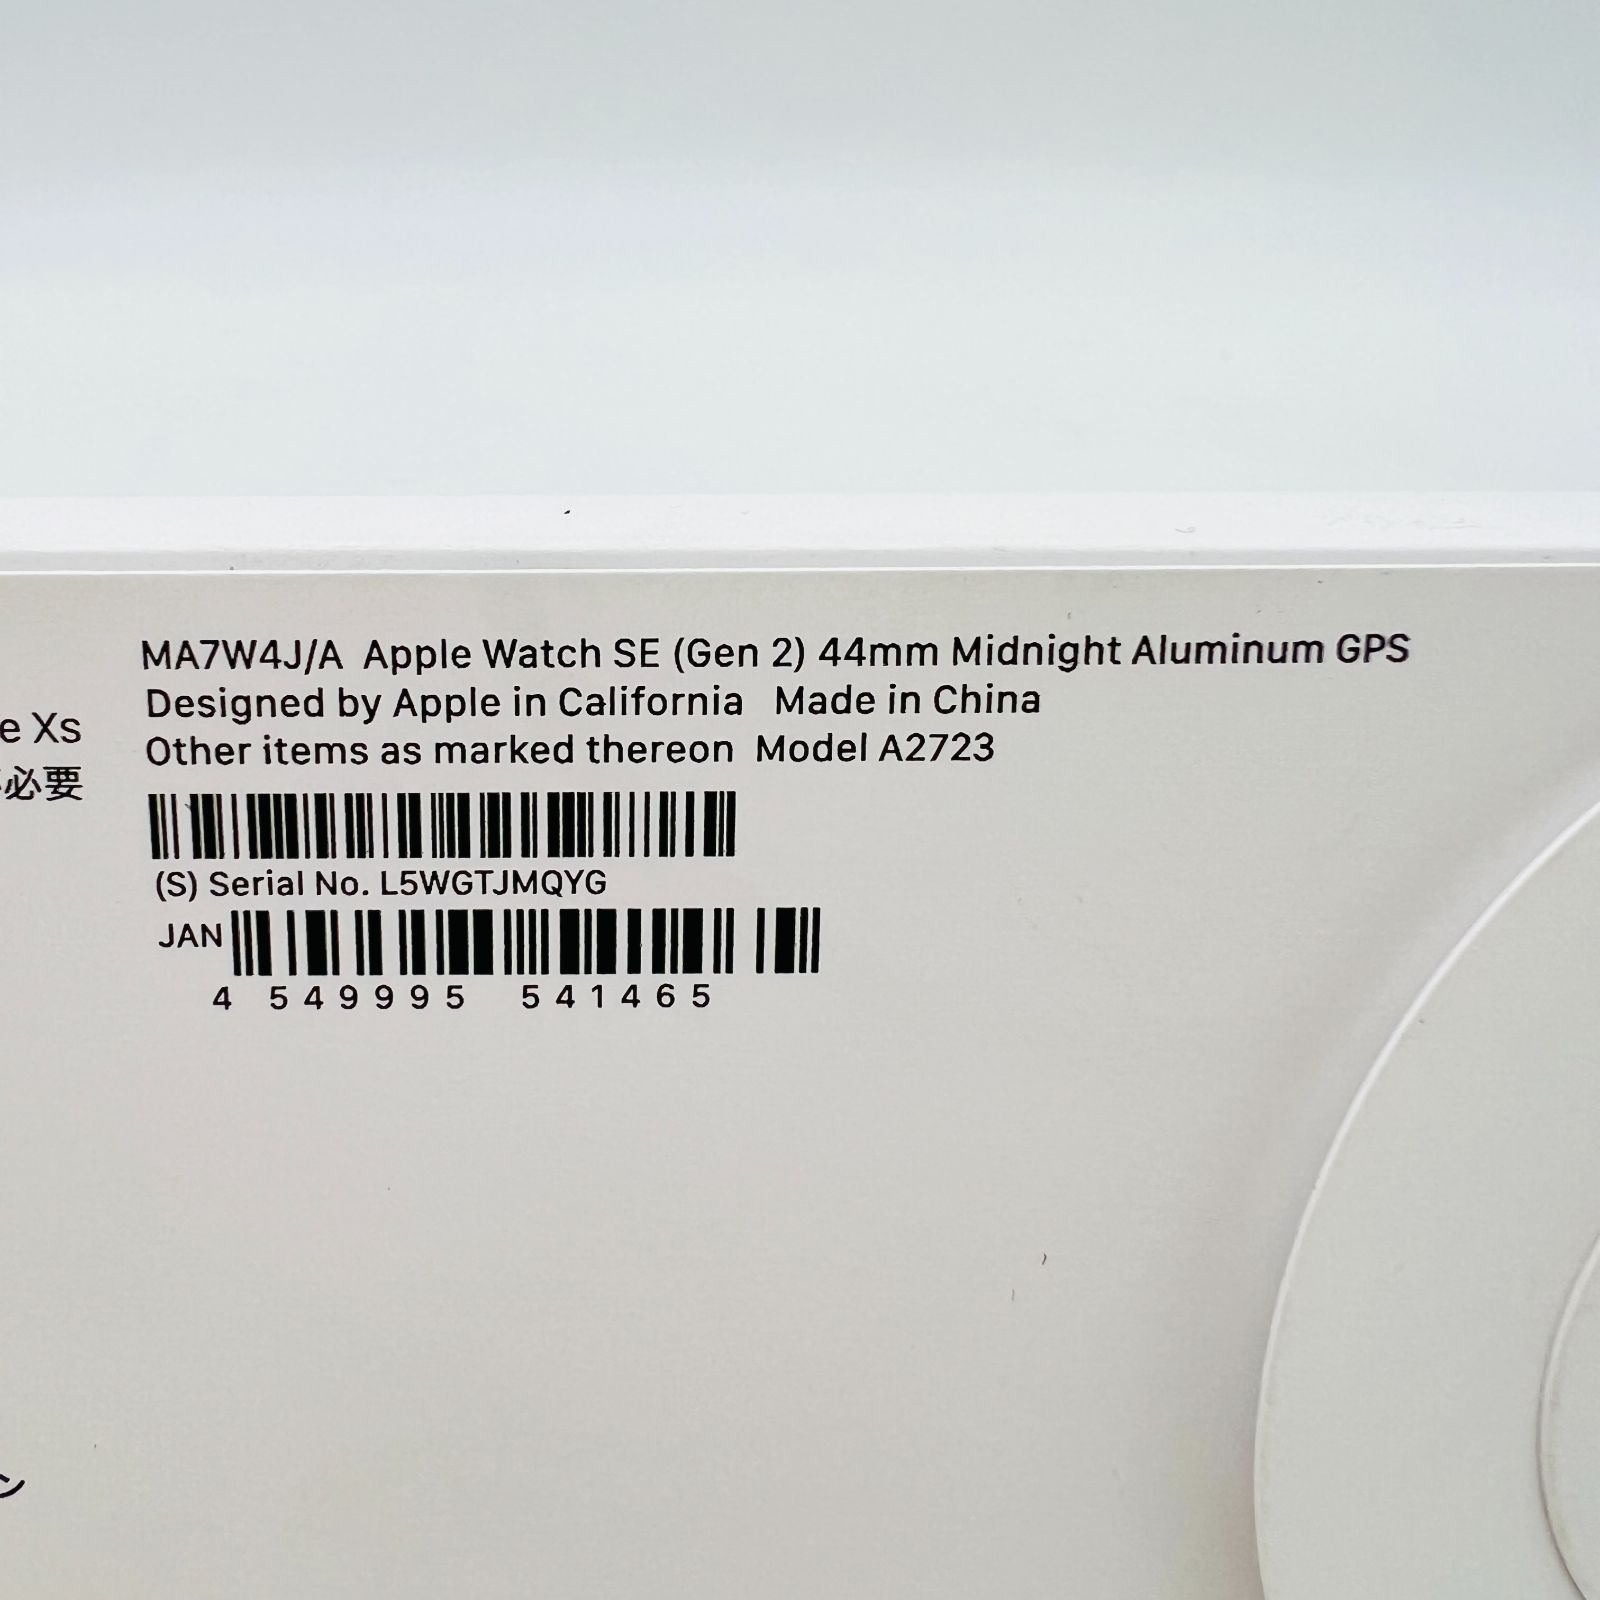 MA7W4J/A Apple Watch SE (Gen 2) 44mm Midnight Aluminum GPS
Designed by Apple in California Made in China
Other items as marked thereon Model A2723
(S) Serial No. L5WGTJMQYG
JAN
4 549995 541465
e Xs
必要
ン